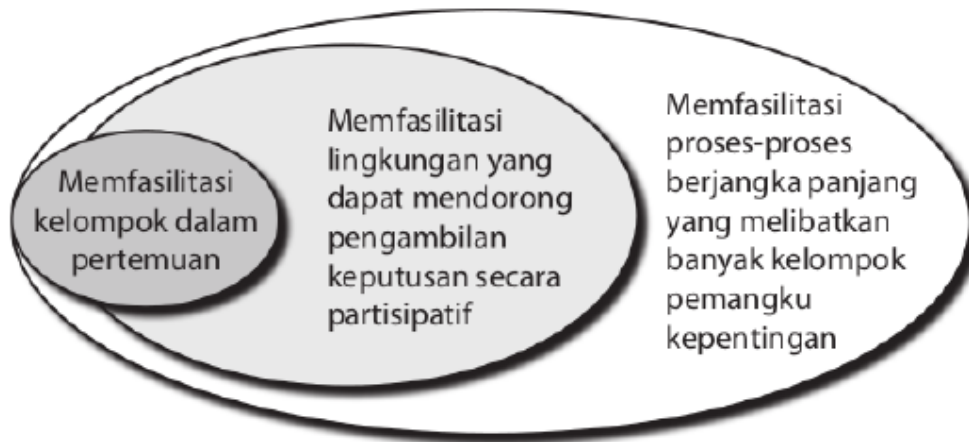 Memfasilitasi
kelompok dalam
pertemuan
Memfasilitasi
lingkungan yang
dapat mendorong
pengambilan
keputusan secara
partisipatif
Memfasilitasi
proses-proses
berjangka panjang
yang melibatkan
banyak kelompok
pemangku
kepentingan